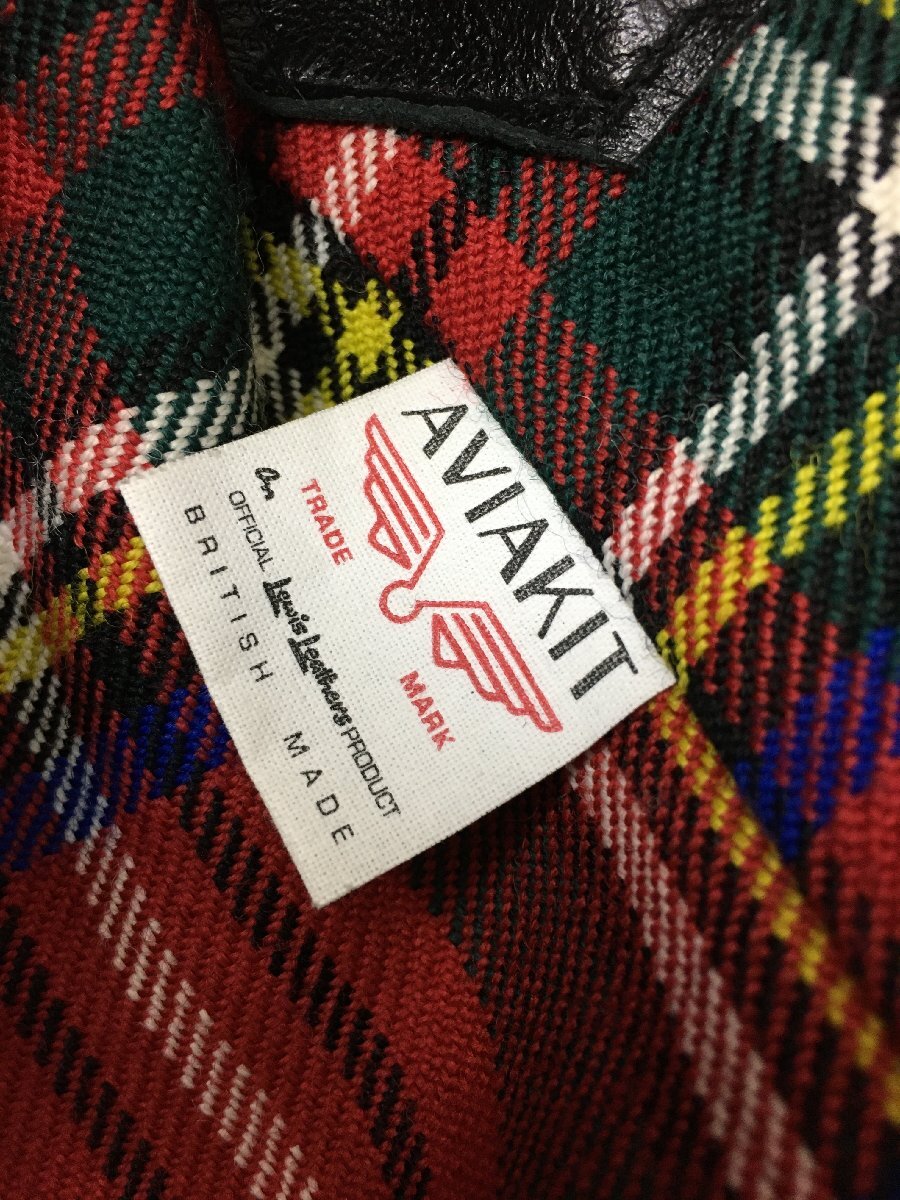 AVIAKIT
TRADE MARK
An OFFICIAL Lewis Leathers PRODUCT
BRITISH MADE